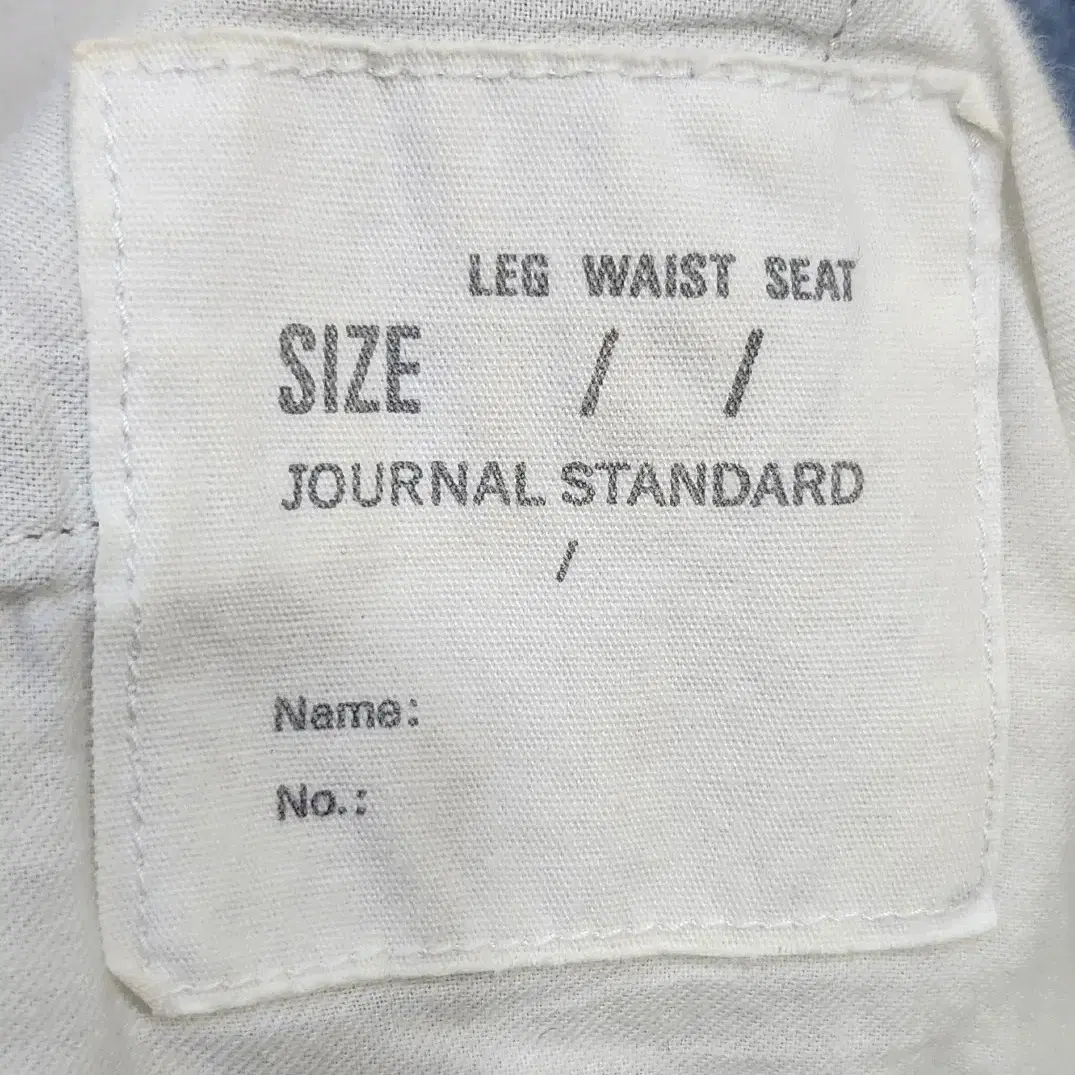 LEG WAIST SEAT
SIZE / /
JOURNAL STANDARD
/
Name:
No.: